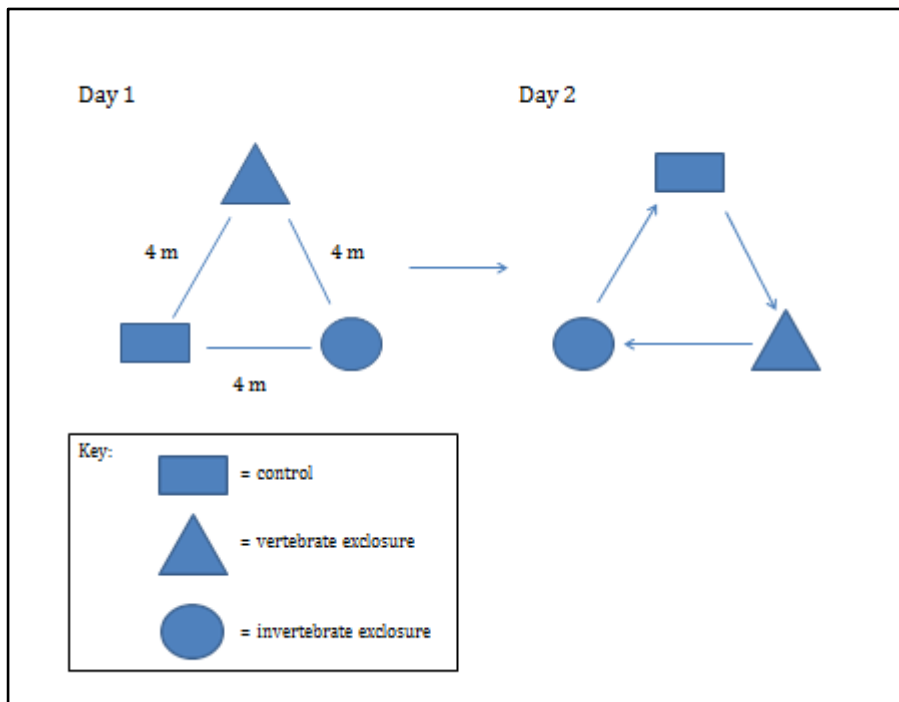 Day 1
Day 2
4 m
4 m
4 m
Key:
= control
= vertebrate exclosure
= invertebrate exclosure